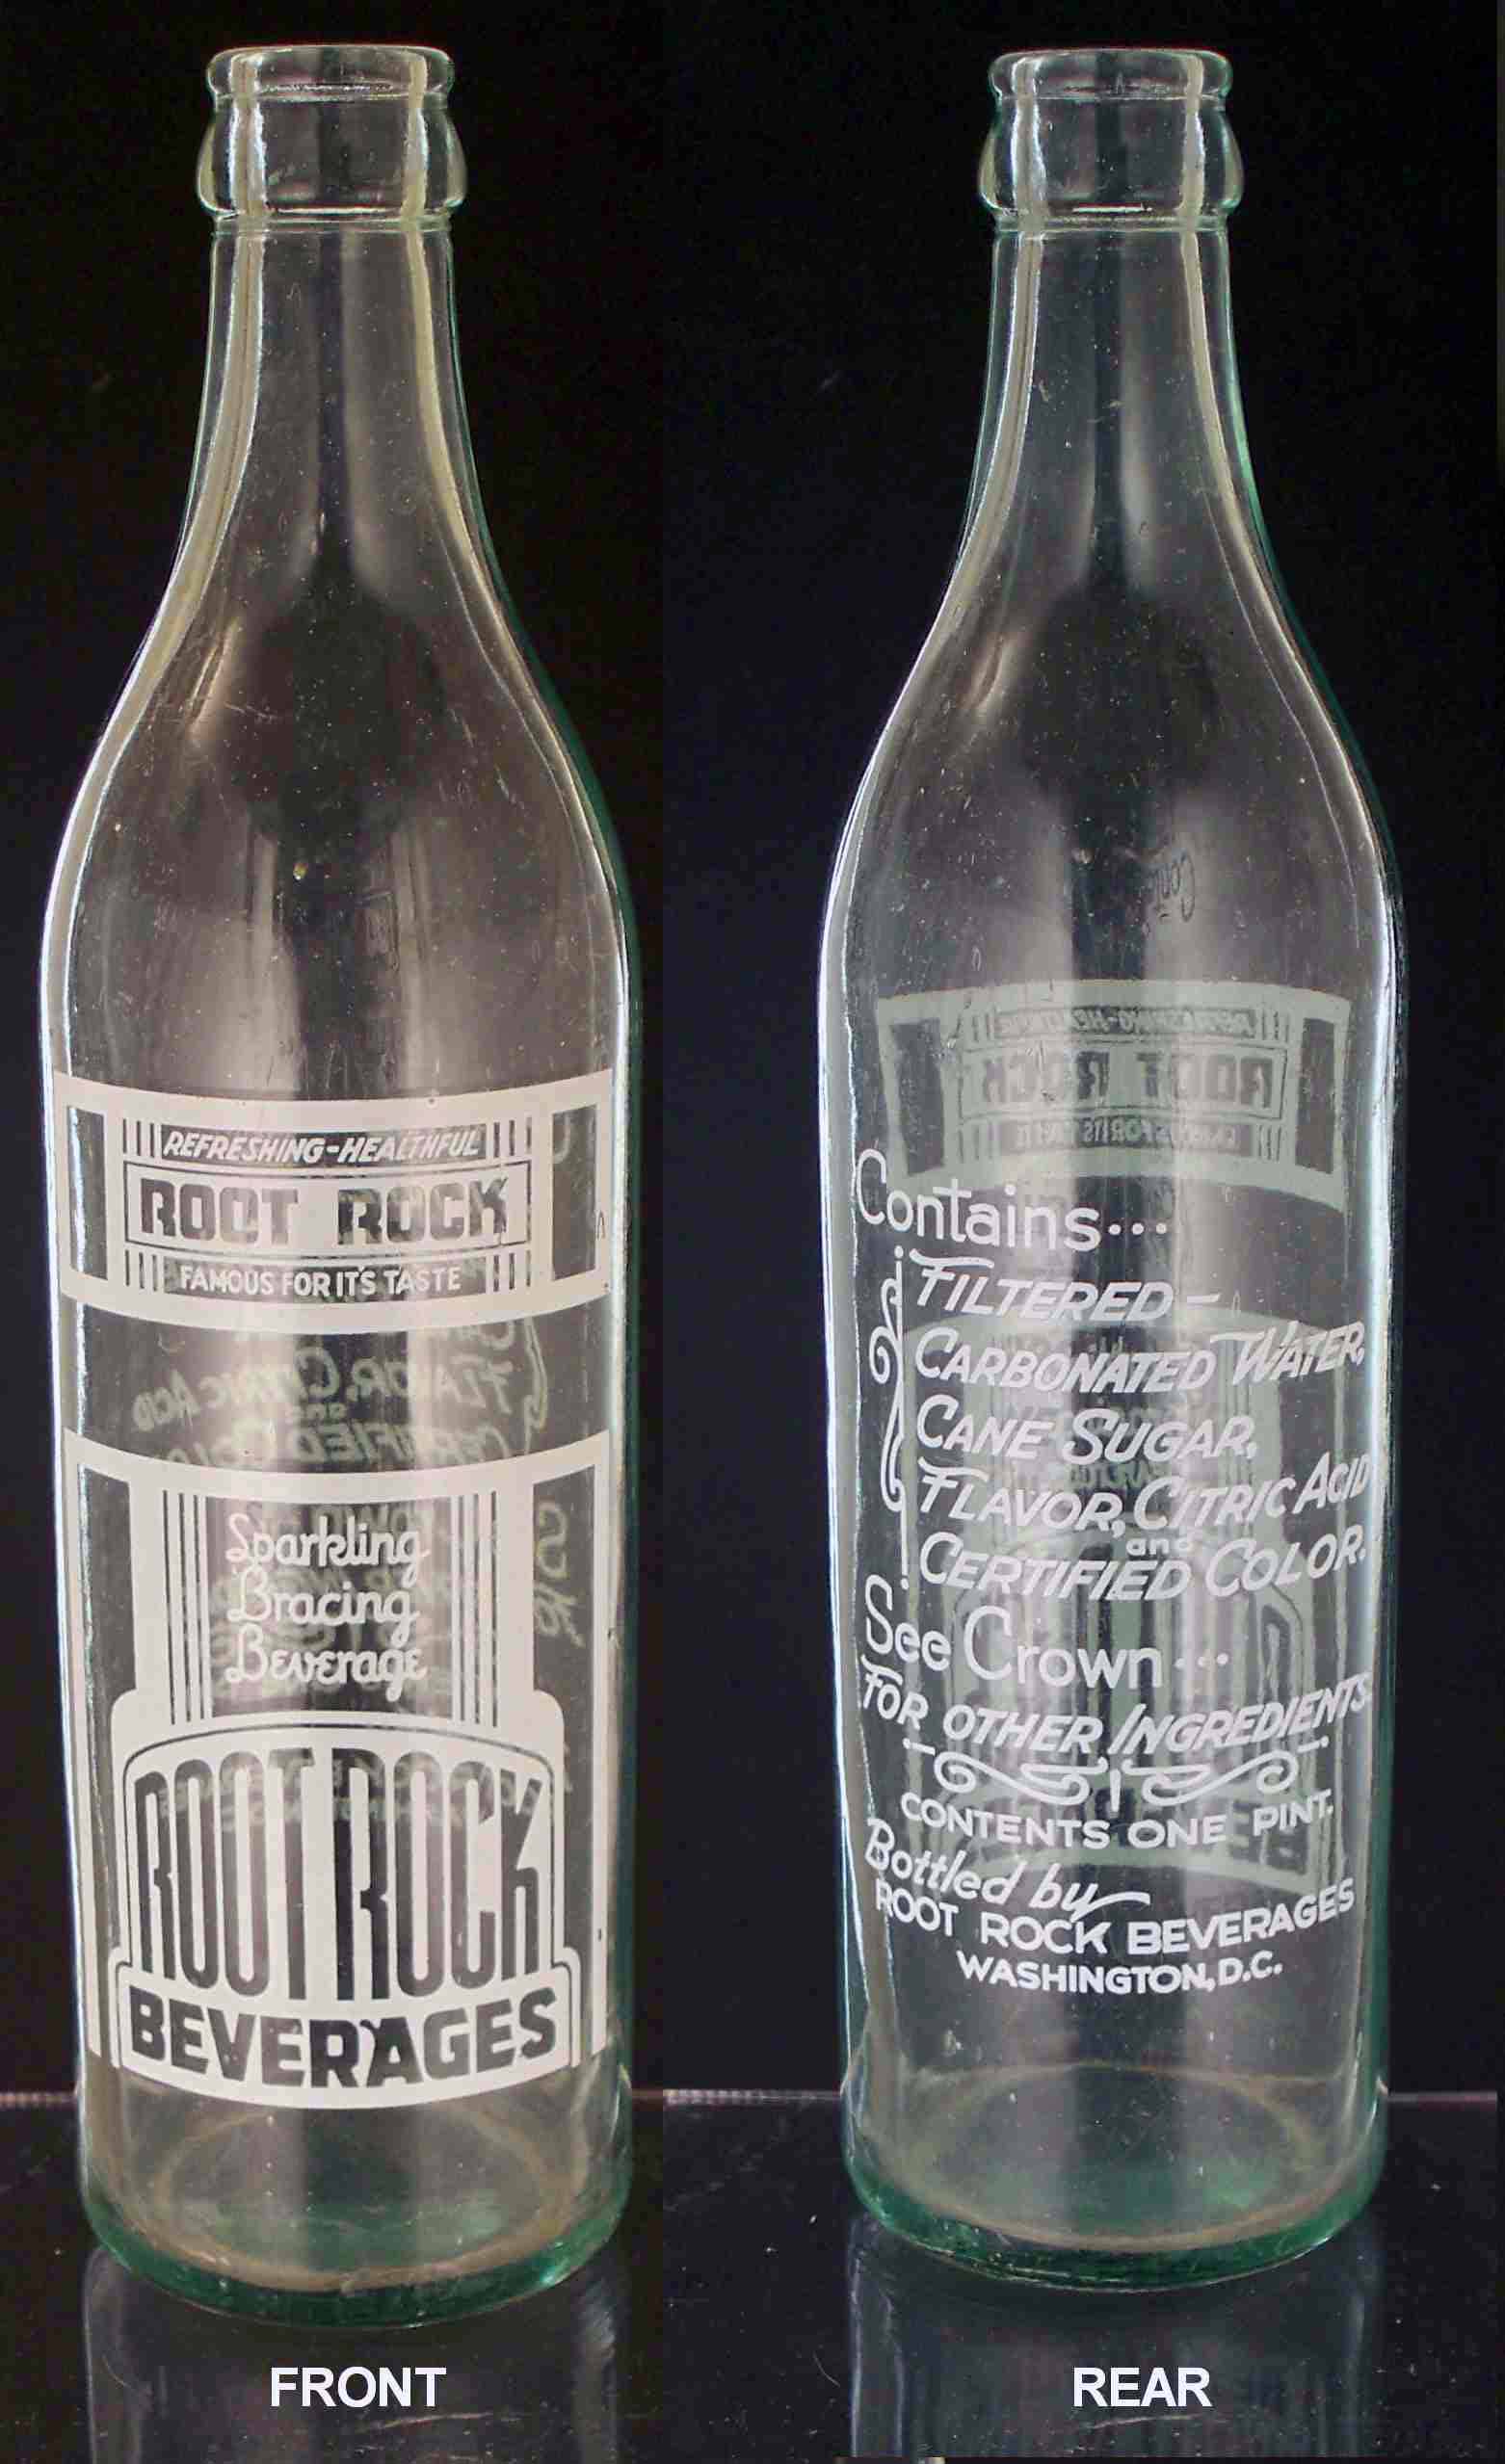 REFRESHING-HEALTHFUL
ROOT ROCK
FAMOUS FOR IT'S TASTE
Sparkling
Bracing
Beverage
ROOT ROCK
BEVERAGES
FRONT
Contains...
FILTERED-
CARBONATED WATER,
CANE SUGAR,
FLAVOR, CITRIC ACID
and
CERTIFIED COLOR.
See Crown...
FOR OTHER INGREDIENTS.
CONTENTS ONE PINT.
Bottled by
ROOT ROCK BEVERAGES
WASHINGTON, D.C.
REAR